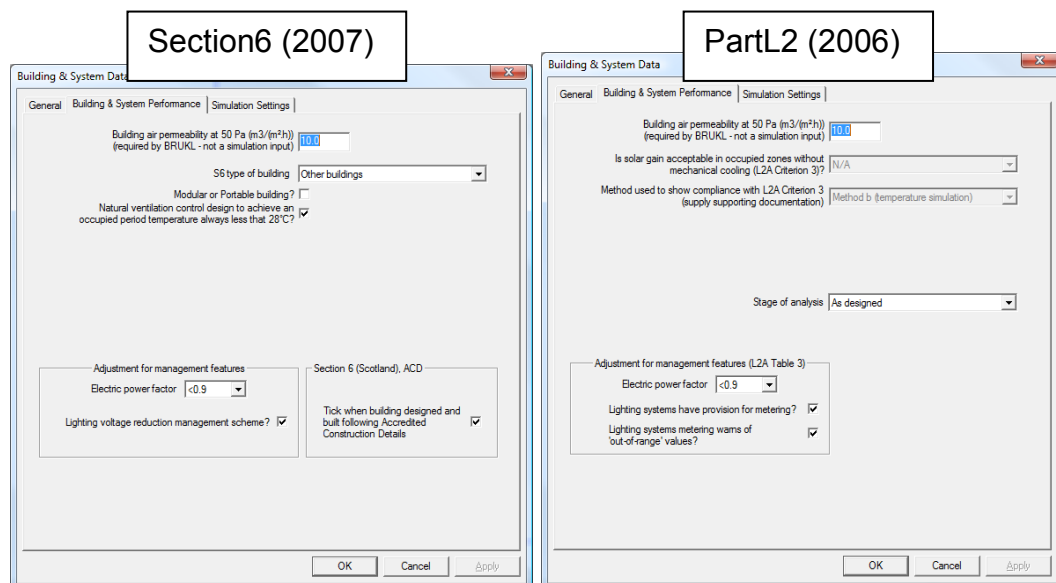 Section6 (2007)
Building & System Data
General
Building & System Performance
Simulation Settings
Building air permeability at 50 Pa (m3/(m².h))
(required by BRUKL - not a simulation input)
10.0
S6 type of building
Other buildings
Modular or Portable building?
Natural ventilation control design to achieve an
occupied period temperature always less that 28°C?
Adjustment for management features
Electric power factor
<0.9
Lighting voltage reduction management scheme?
Section 6 (Scotland), ACD
Tick when building designed and
built following Accredited
Construction Details
OK
Cancel
Apply
PartL2 (2006)
Building & System Data
General
Building & System Performance
Simulation Settings
Building air permeability at 50 Pa (m3/(m².h))
(required by BRUKL - not a simulation input)
10.0
Is solar gain acceptable in occupied zones without
mechanical cooling (L2A Criterion 3)?
N/A
Method used to show compliance with L2A Criterion 3
(supply supporting documentation)
Method b (temperature simulation)
Stage of analysis
As designed
Adjustment for management features (L2A Table 3)
Electric power factor
<0.9
Lighting systems have provision for metering?
Lighting systems metering warns of
'out-of-range' values?
OK
Cancel
Apply